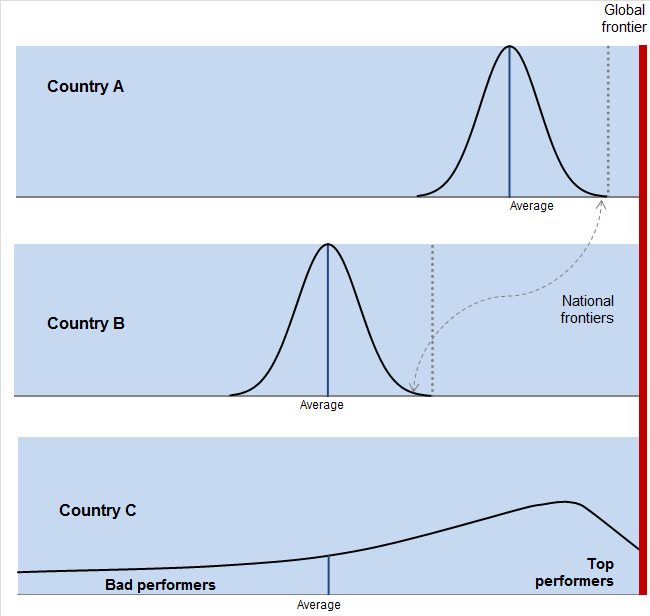 Global
frontier
Country A
Average
National
frontiers
Country B
Average
Country C
Top
performers
Bad performers
Average